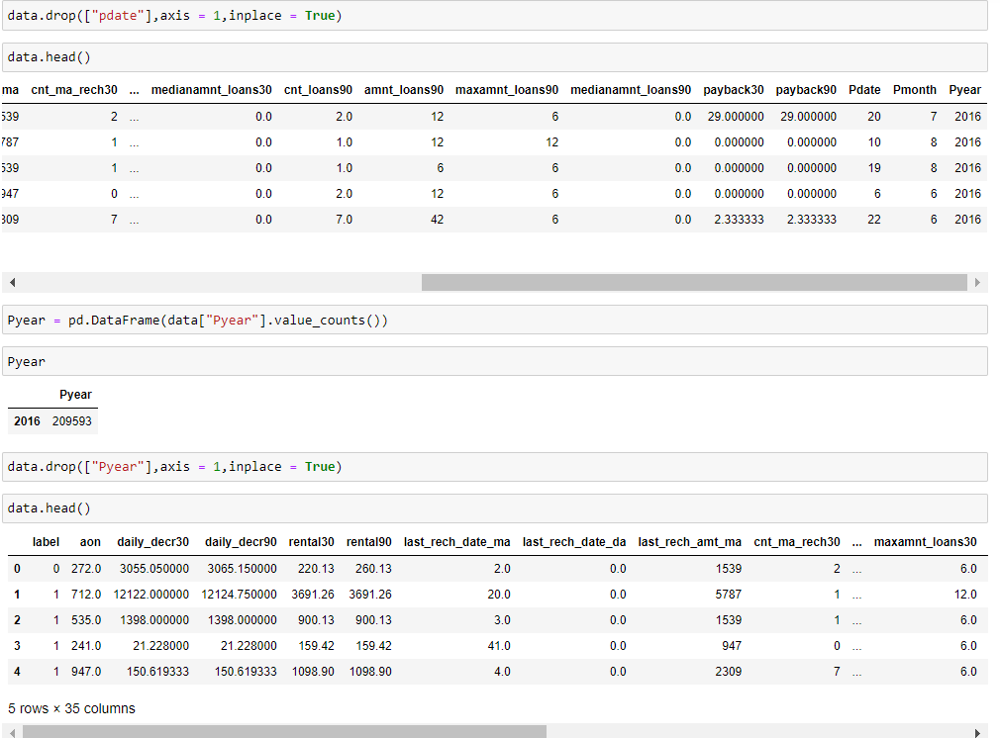 data.drop(["pdate"],axis = 1,inplace = True)
data.head()
ma cnt_ma_rech30 ... medianamnt_loans30 cnt_loans90 amnt_loans90 maxamnt_loans90 medianamnt_loans90 payback30 payback90 Pdate Pmonth Pyear
539 2 ... 0.0 2.0 12 6 0.0 29.000000 29.000000 20 7 2016
787 1 ... 0.0 1.0 12 12 0.0 0.000000 0.000000 10 8 2016
539 1 ... 0.0 1.0 6 6 0.0 0.000000 0.000000 19 8 2016
947 0 ... 0.0 2.0 12 6 0.0 0.000000 0.000000 6 6 2016
309 7 ... 0.0 7.0 42 6 0.0 2.333333 2.333333 22 6 2016
Pyear = pd.DataFrame(data["Pyear"].value_counts())
Pyear
Pyear
2016 209593
data.drop(["Pyear"],axis = 1,inplace = True)
data.head()
label aon daily_decr30 daily_decr90 rental30 rental90 last_rech_date_ma last_rech_date_da last_rech_amt_ma cnt_ma_rech30 ... maxamnt_loans30
0 0 272.0 3055.050000 3065.150000 220.13 260.13 2.0 0.0 1539 2 ... 6.0
1 1 712.0 12122.000000 12124.750000 3691.26 3691.26 20.0 0.0 5787 1 ... 12.0
2 1 535.0 1398.000000 1398.000000 900.13 900.13 3.0 0.0 1539 1 ... 6.0
3 1 241.0 21.228000 21.228000 159.42 159.42 41.0 0.0 947 0 ... 6.0
4 1 947.0 150.619333 150.619333 1098.90 1098.90 4.0 0.0 2309 7 ... 6.0
5 rows × 35 columns